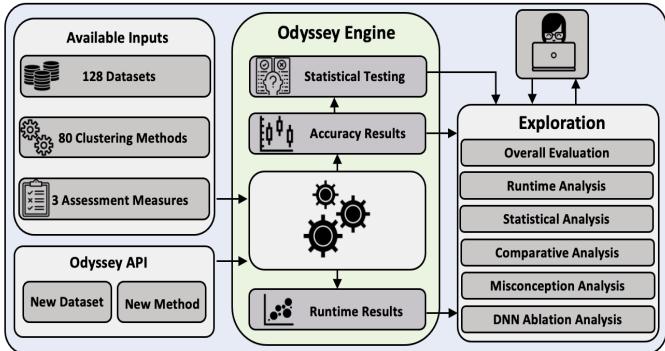 Available Inputs
128 Datasets
80 Clustering Methods
3 Assessment Measures
Odyssey API
New Dataset
New Method
Odyssey Engine
Statistical Testing
Accuracy Results
Runtime Results
Exploration
Overall Evaluation
Runtime Analysis
Statistical Analysis
Comparative Analysis
Misconception Analysis
DNN Ablation Analysis